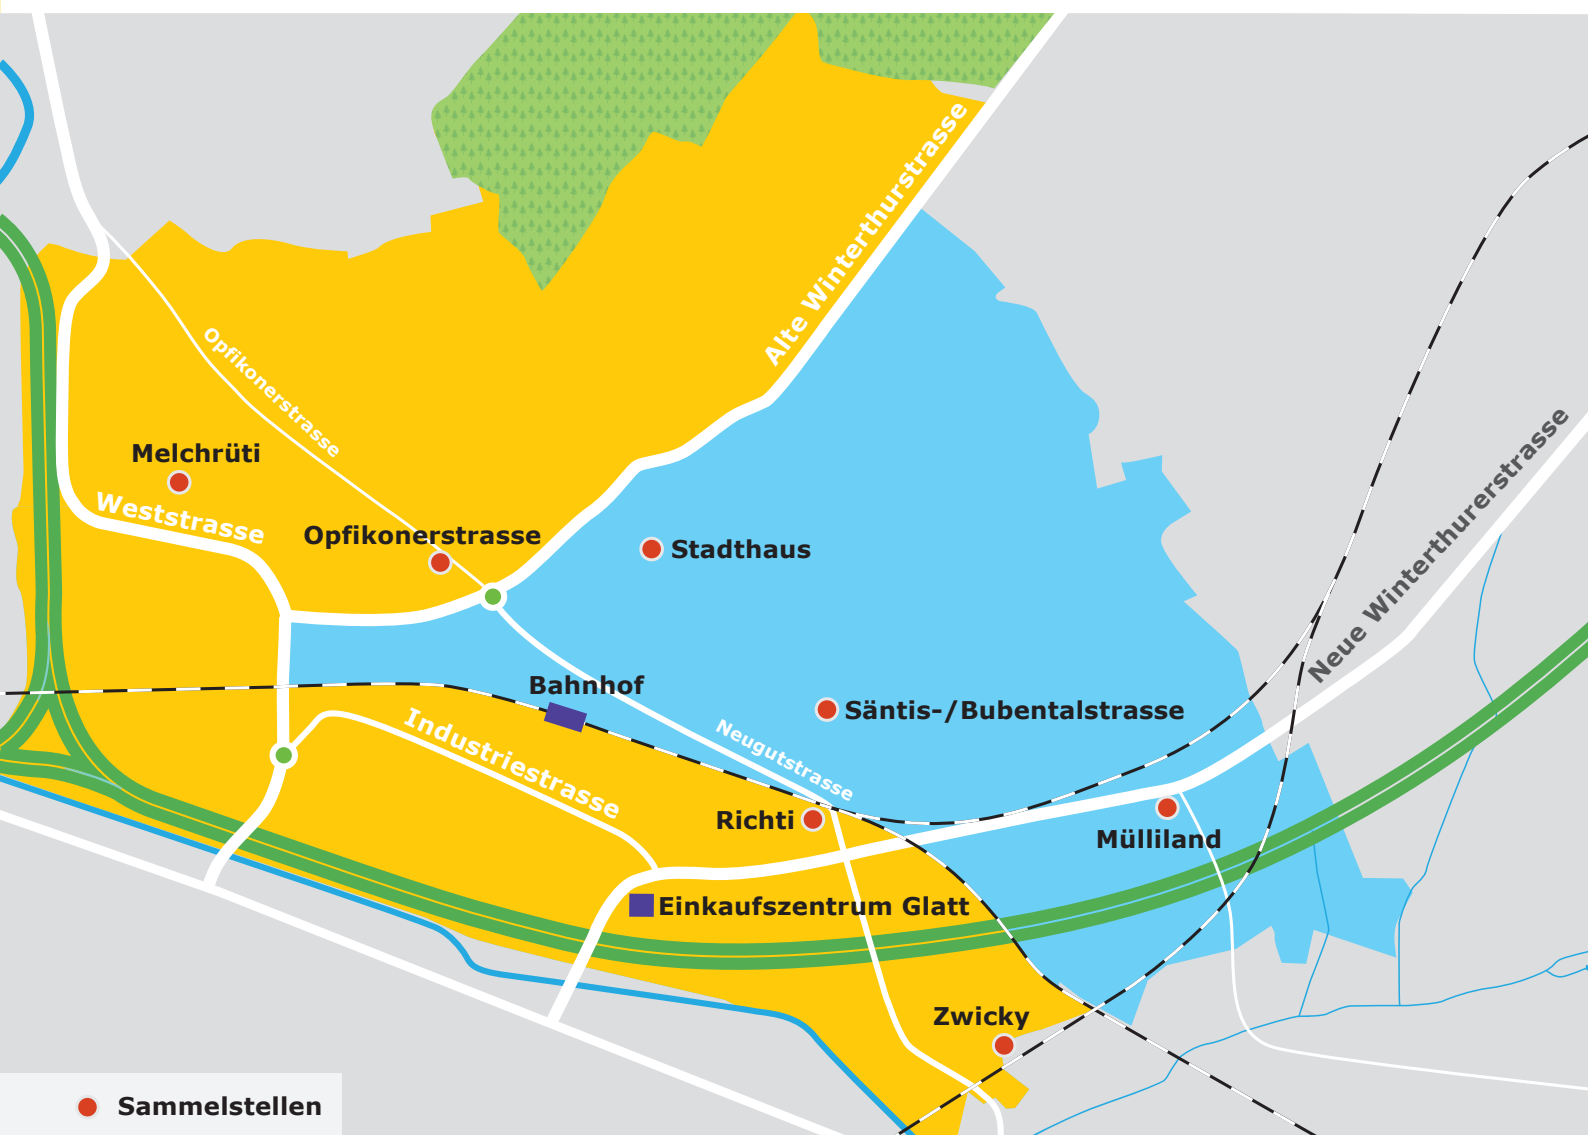 Alte Winterthurstrasse
Opfikonerstrasse
Neue Winterthurerstrasse
Melchrüti
Weststrasse
Opfikonerstrasse
Stadthaus
Bahnhof
Säntis-/Bubentalstrasse
Industriestrasse
Neugutstrasse
Richti
Mülliland
Einkaufszentrum Glatt
Zwicky
Sammelstellen